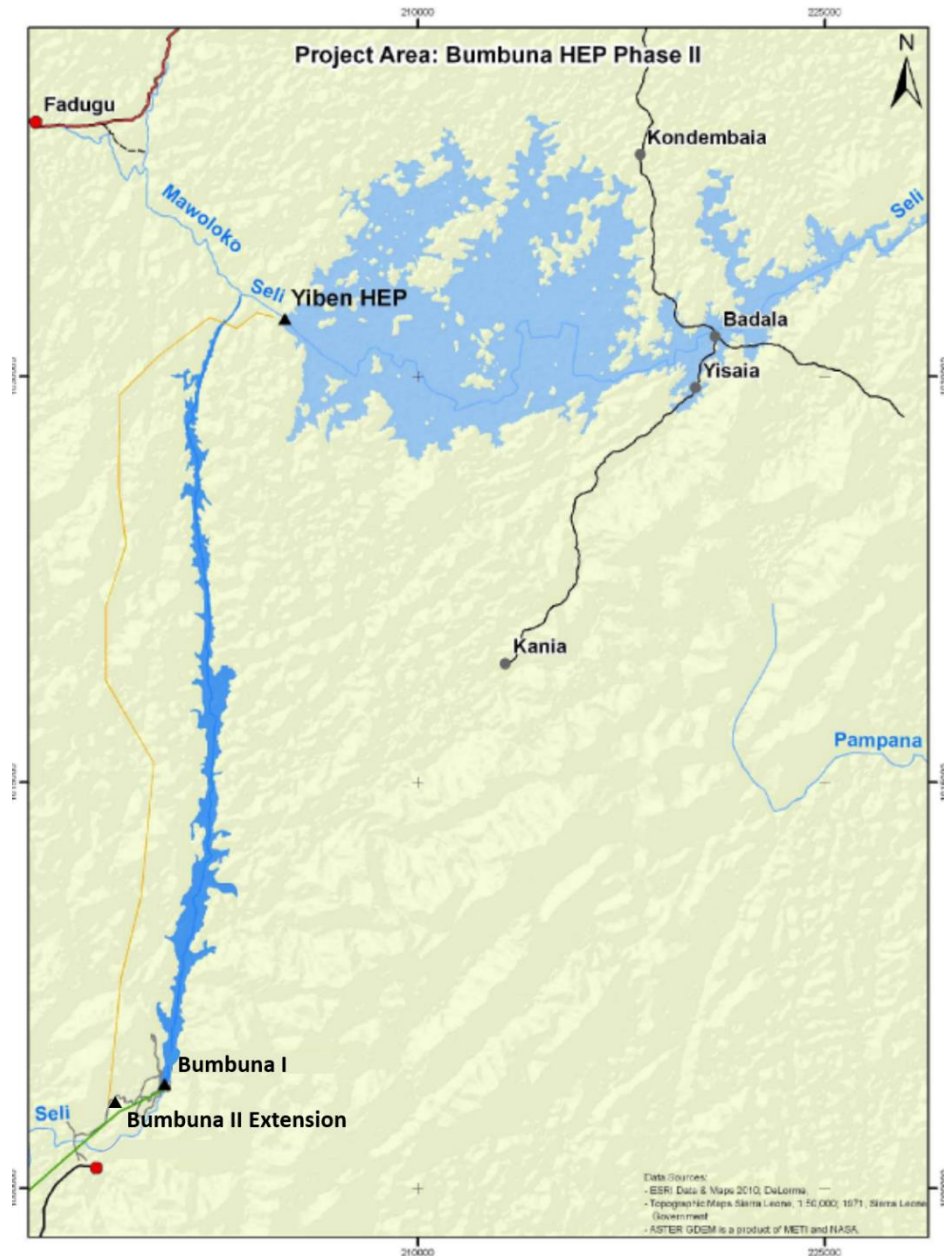 210000
225000
Project Area: Bumbuna HEP Phase II
N
Fadugu
Kondembaia
Mawoloko
Seli
Seli
Yiben HEP
Badala
Yisaia
Kania
Pampana
Bumbuna I
Seli
Bumbuna II Extension
Data Sources:
- ESRI Data & Maps 2010; DeLorme,
- Topographic Maps Sierra Leone, 1:50,000; 1971, Sierra Leone
Government
- ASTER GDEM is a product of METI and NASA.
210000
225000